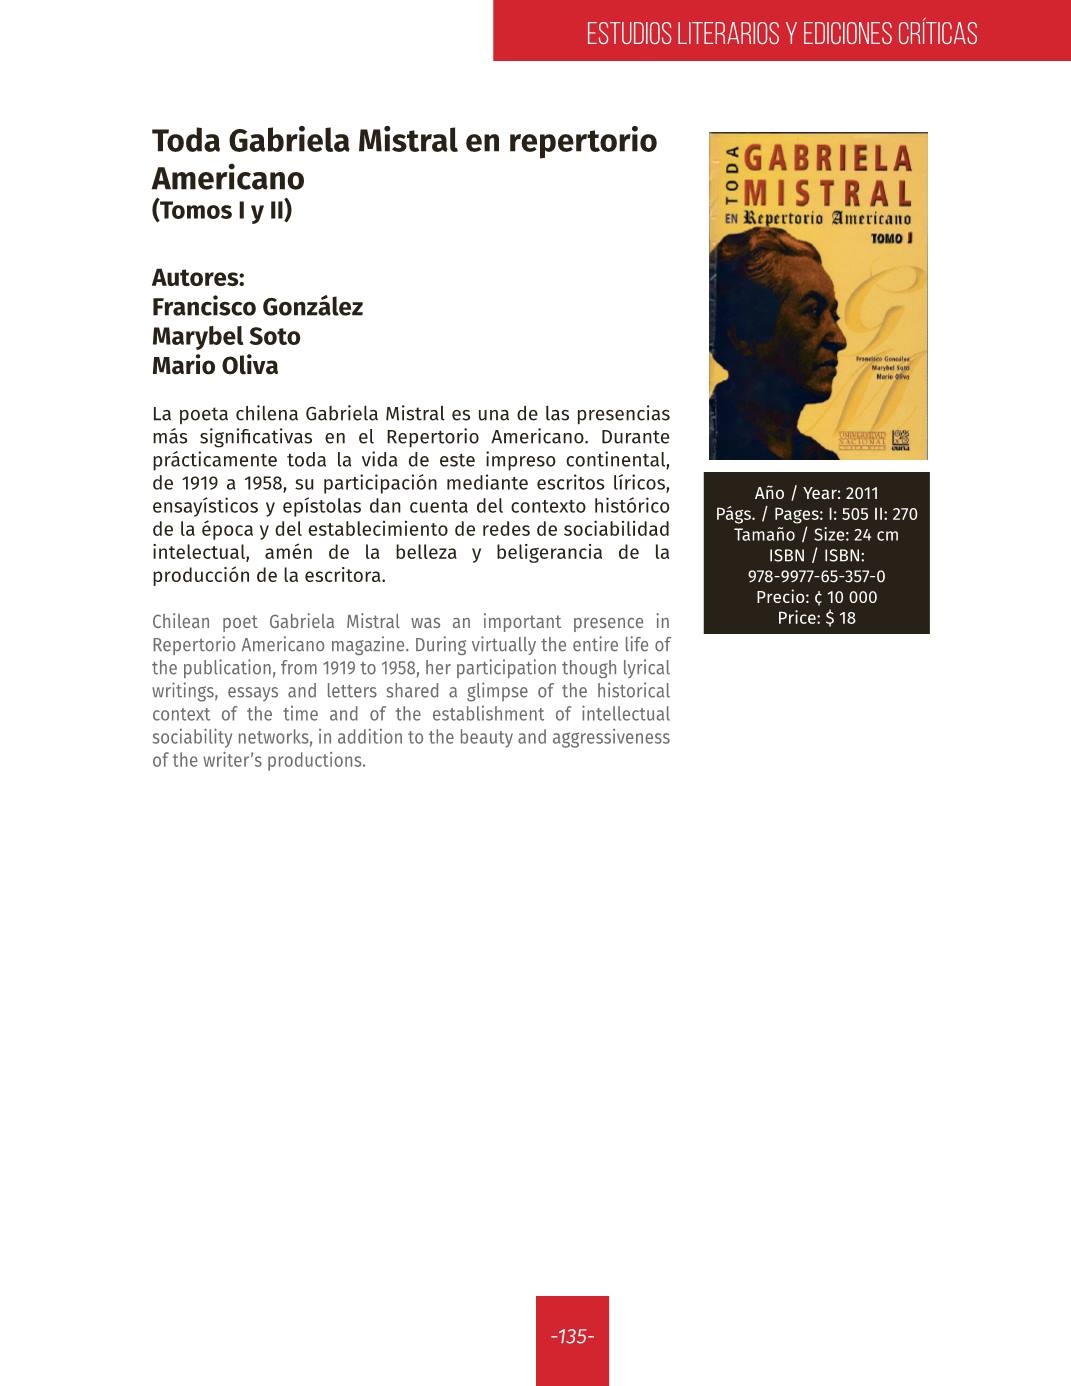 ESTUDIOS LITERARIOS Y EDICIONES CRÍTICAS
Toda Gabriela Mistral en repertorio
Americano
(Tomos I y II)
Autores:
Francisco González
Marybel Soto
Mario Oliva
La poeta chilena Gabriela Mistral es una de las presencias
más significativas en el Repertorio Americano. Durante
prácticamente toda la vida de este impreso continental,
de 1919 a 1958, su participación mediante escritos líricos,
ensayísticos y epístolas dan cuenta del contexto histórico
de la época y del establecimiento de redes de sociabilidad
intelectual, amén de la belleza y beligerancia de la
producción de la escritora.
Chilean poet Gabriela Mistral was an important presence in
Repertorio Americano magazine. During virtually the entire life of
the publication, from 1919 to 1958, her participation though lyrical
writings, essays and letters shared a glimpse of the historical
context of the time and of the establishment of intellectual
sociability networks, in addition to the beauty and aggressiveness
of the writer’s productions.
TODA
GABRIELA
MISTRAL
EN Repertorio Americano
TOMO I
Francisco González
Marybel Soto
Mario Oliva
UNIVERSIDAD
NACIONAL
euna
Año / Year: 2011
Págs. / Pages: I: 505 II: 270
Tamaño / Size: 24 cm
ISBN / ISBN:
978-9977-65-357-0
Precio: ¢ 10 000
Price: $ 18
-135-